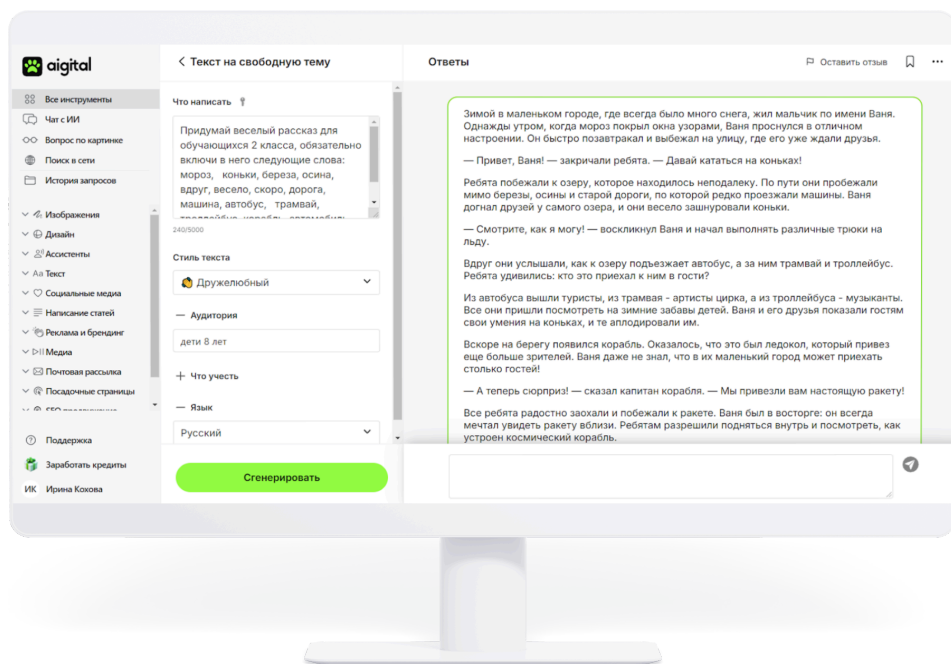 aigital
Все инструменты
Чат с ИИ
Вопрос по картинке
Поиск в сети
История запросов
Изображения
Дизайн
Ассистенты
Aa Текст
Социальные медиа
Написание статей
Реклама и брендинг
Медиа
Почтовая рассылка
Посадочные страницы
SEO продвижение
Поддержка
Заработать кредиты
ИК Ирина Кохова
Текст на свободную тему
Что написать
Придумай веселый рассказ для
обучающихся 2 класса, обязательно
включи в него следующие слова:
мороз, коньки, береза, осина,
вдруг, весело, скоро, дорога,
машина, автобус, трамвай,
троллейбус, корабль, автомобиль,
240/5000
Стиль текста
Дружелюбный
— Аудитория
дети 8 лет
+ Что учесть
— Язык
Русский
Сгенерировать
Ответы
Оставить отзыв
Зимой в маленьком городе, где всегда было много снега, жил мальчик по имени Ваня.
Однажды утром, когда мороз покрыл окна узорами, Ваня проснулся в отличном
настроении. Он быстро позавтракал и выбежал на улицу, где его уже ждали друзья.
— Привет, Ваня! — закричали ребята. — Давай кататься на коньках!
Ребята побежали к озеру, которое находилось неподалеку. По пути они пробежали
мимо березы, осины и старой дороги, по которой редко проезжали машины. Ваня
догнал друзей у самого озера, и они весело зашнуровали коньки.
— Смотрите, как я могу! — воскликнул Ваня и начал выполнять различные трюки на
льду.
Вдруг они услышали, как к озеру подъезжает автобус, а за ним трамвай и троллейбус.
Ребята удивились: кто это приехал к ним в гости?
Из автобуса вышли туристы, из трамвая - артисты цирка, а из троллейбуса - музыканты.
Все они пришли посмотреть на зимние забавы детей. Ваня и его друзья показали гостям
свои умения на коньках, и те аплодировали им.
Вскоре на берегу появился корабль. Оказалось, что это был ледокол, который привез
еще больше зрителей. Ваня даже не знал, что в их маленький город может приехать
столько гостей!
— А теперь сюрприз! — сказал капитан корабля. — Мы привезли вам настоящую ракету!
Все ребята радостно заохали и побежали к ракете. Ваня был в восторге: он всегда
мечтал увидеть ракету вблизи. Ребятам разрешили подняться внутрь и посмотреть, как
устроен космический корабль.